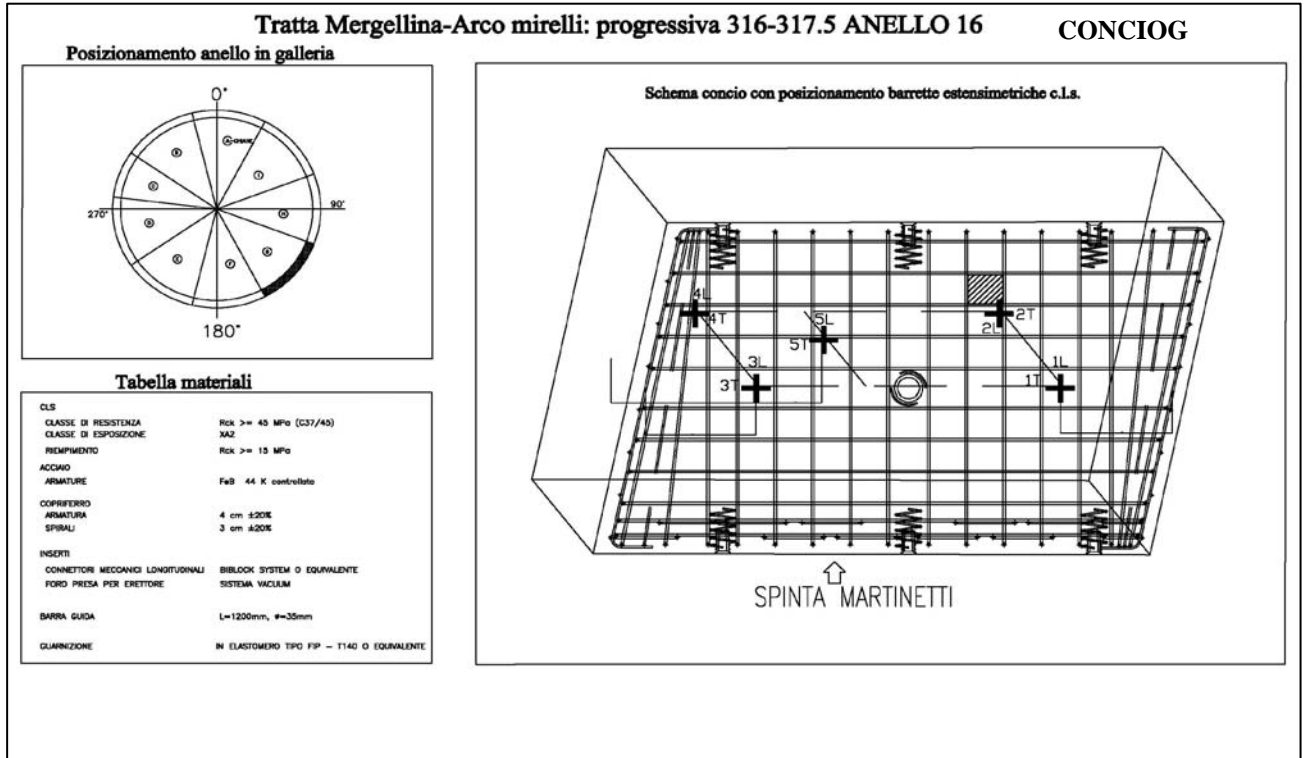 Tratta Mergellina-Arco mirelli: progressiva 316-317.5 ANELLO 16 CONCIOG
Posizionamento anello in galleria
0°
A-CHIAVE
B
I
C
90°
270°
H
D
E
F
180°
Tabella materiali
CLS
CLASSE DI RESISTENZA Rck >= 45 MPa (C37/45)
CLASSE DI ESPOSIZIONE XA2
RIEMPIMENTO Rck >= 15 MPa
ACCIAIO
ARMATURE FeB 44 K controllato
COPRIFERRO
ARMATURA 4 cm ±20%
SPIRALI 3 cm ±20%
INSERTI
CONNETTORI MECCANICI LONGITUDINALI BIBLOCK SYSTEM O EQUIVALENTE
FORO PRESA PER ERETTORE SISTEMA VACUUM
BARRA GUIDA L=1200mm, ø=35mm
GUARNIZIONE IN ELASTOMERO TIPO FIP - T140 O EQUIVALENTE
Schema concio con posizionamento barrette estensimetriche c.l.s.
4L
4T
5L
5T
2T
2L
3L
3T
1L
1T
SPINTA MARTINETTI